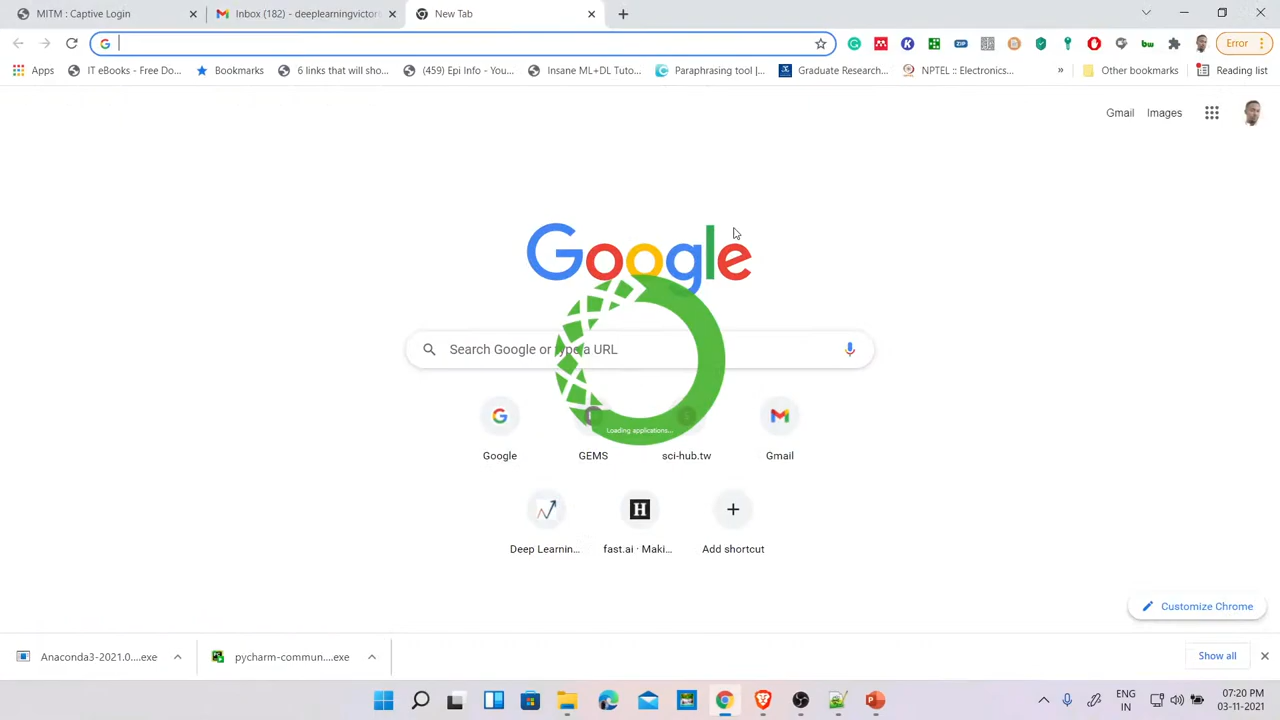 MITM : Captive Login
Inbox (182) - deeplearningvictor
New Tab
Error
Apps
IT eBooks - Free Do...
Bookmarks
6 links that will sho...
(459) Epi Info - You...
Insane ML+DL Tuto...
Paraphrasing tool |...
Graduate Research...
NPTEL :: Electronics...
»
Other bookmarks
Reading list
Gmail
Images
Google
Search Google or type a URL
Loading applications...
Google
GEMS
sci-hub.tw
Gmail
Deep Learnin...
fast.ai · Maki...
Add shortcut
Customize Chrome
Anaconda3-2021.0....exe
pycharm-commun....exe
Show all
ENG
IN
07:20 PM
03-11-2021